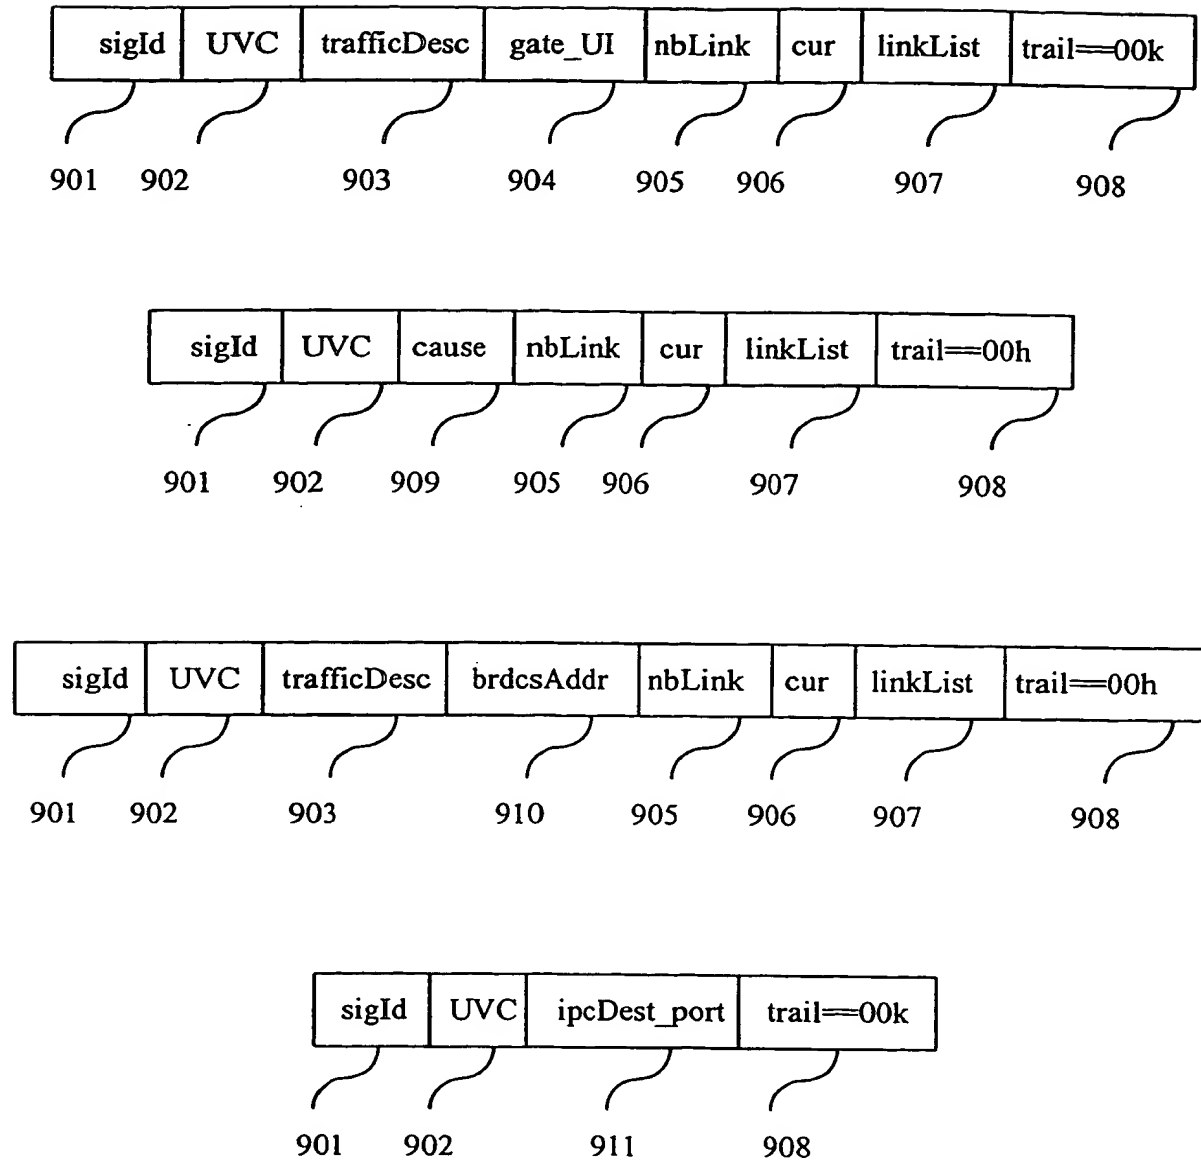 sigId UVC trafficDesc gate_UI nbLink cur linkList trail==00k
901 902 903 904 905 906 907 908
sigId UVC cause nbLink cur linkList trail==00h
901 902 909 905 906 907 908
sigId UVC trafficDesc brdcsAddr nbLink cur linkList trail==00h
901 902 903 910 905 906 907 908
sigId UVC ipcDest_port trail==00k
901 902 911 908